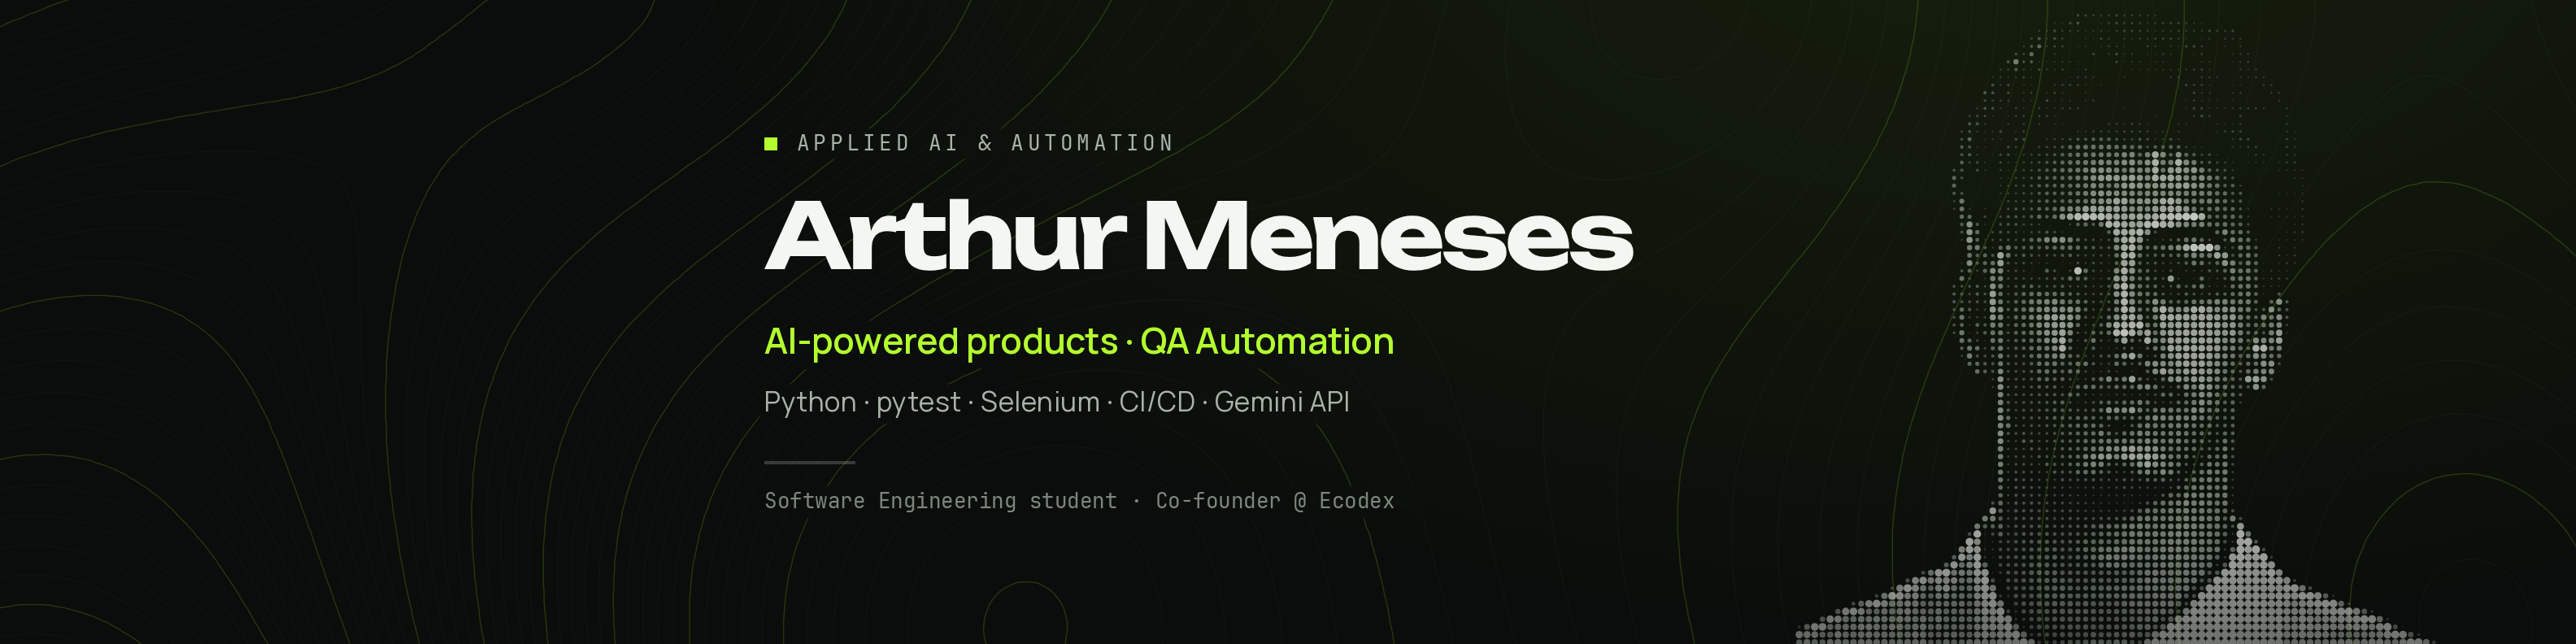 APPLIED AI & AUTOMATION
Arthur Meneses
AI-powered products · QA Automation
Python · pytest · Selenium · CI/CD · Gemini API
Software Engineering student · Co-founder @ Ecodex